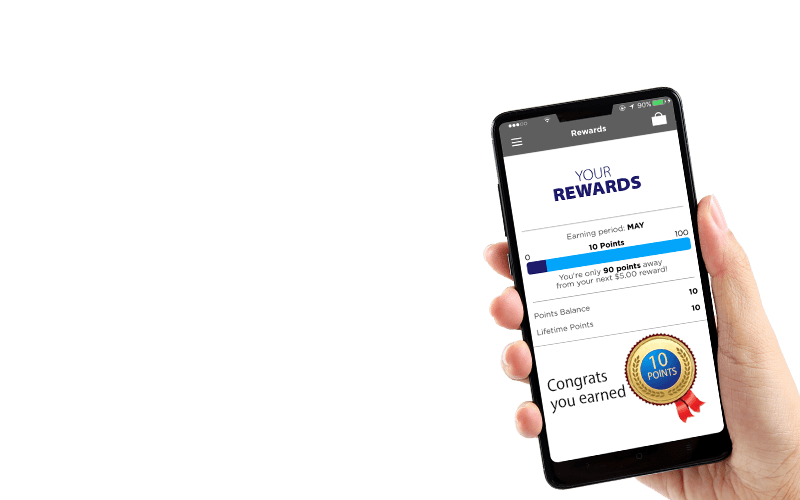 90%
Rewards
YOUR
REWARDS
Earning period: MAY
10 Points
0 100
You're only 90 points away
from your next $5.00 reward!
Points Balance 10
Lifetime Points 10
Congrats
you earned
10
POINTS